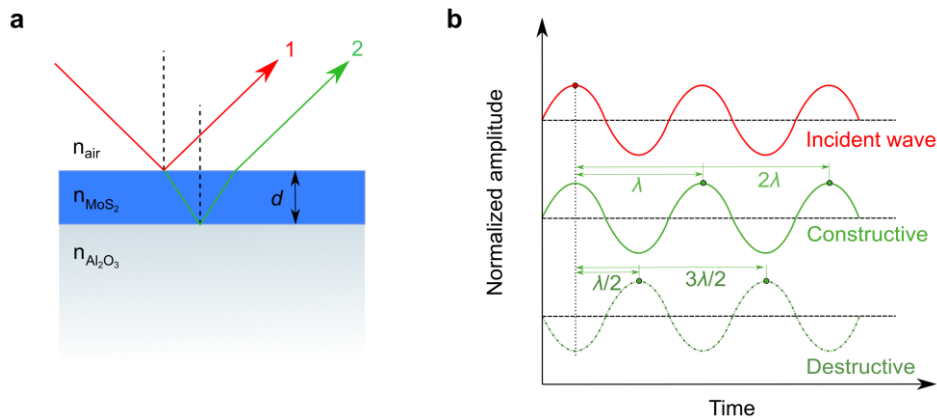 a
1
2
n_air
n_MoS₂
d
n_Al₂O₃
b
Normalized amplitude
Incident wave
λ
2λ
Constructive
λ/2
3λ/2
Destructive
Time